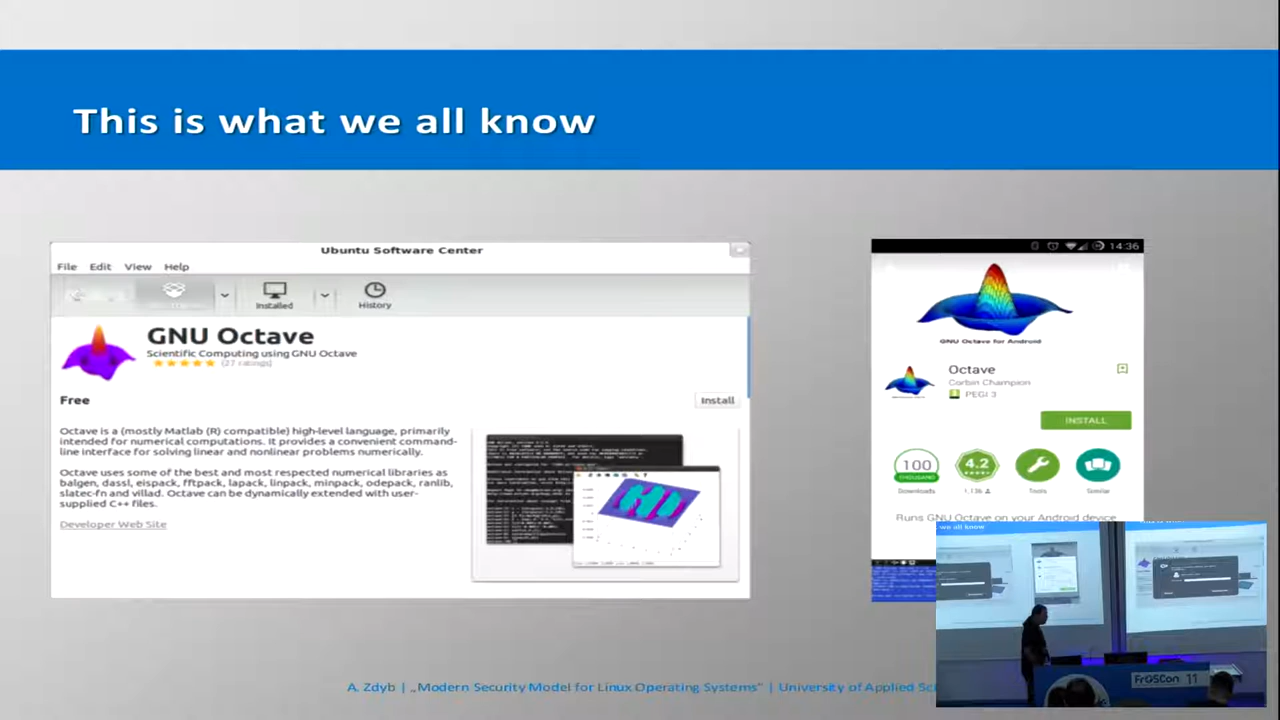 This is what we all know
Ubuntu Software Center
File Edit View Help
Installed
History
GNU Octave
Scientific Computing using GNU Octave
(27 ratings)
Free
Install
Octave is a (mostly Matlab (R) compatible) high-level language, primarily
intended for numerical computations. It provides a convenient command-
line interface for solving linear and nonlinear problems numerically.
Octave uses some of the best and most respected numerical libraries as
balgen, dassl, eispack, fftpack, lapack, linpack, minpack, odepack, ranlib,
slatec-fn and villad. Octave can be dynamically extended with user-
supplied C++ files.
Developer Web Site
14:36
GNU Octave for Android
Octave
Corbin Champion
PEGI 3
INSTALL
100
THOUSAND
Downloads
4.2
1,136
Tools
Similar
Runs GNU Octave on your Android device
we all know
FrOSCon 11
A. Zdyb | „Modern Security Model for Linux Operating Systems" | University of Applied Sc